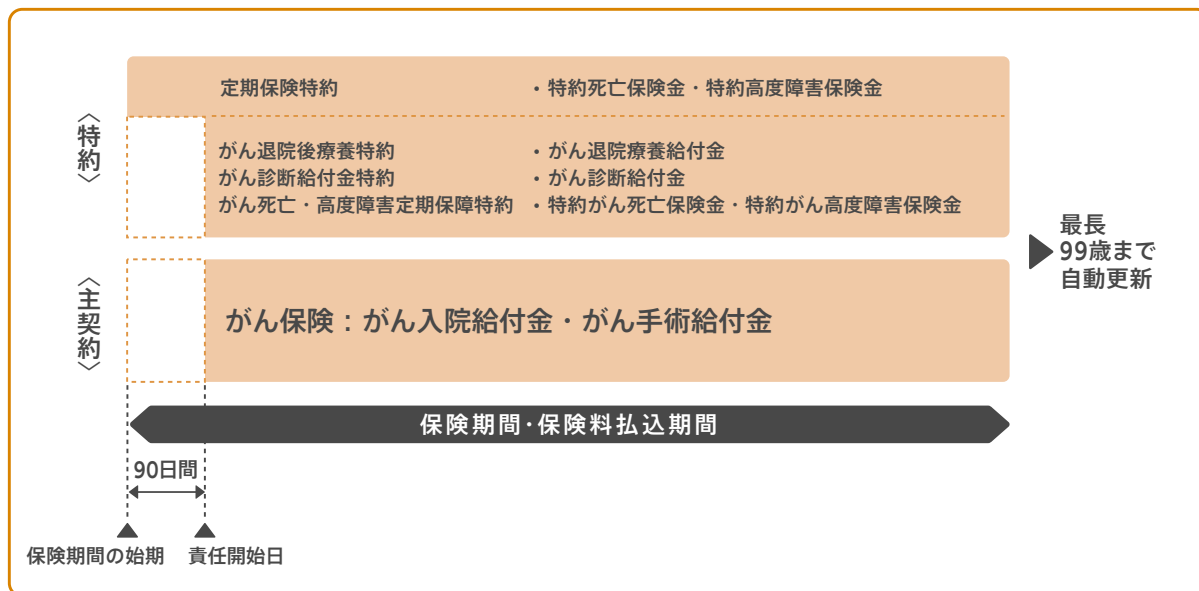 〈特約〉
定期保険特約 ・特約死亡保険金・特約高度障害保険金
がん退院後療養特約 ・がん退院療養給付金
がん診断給付金特約 ・がん診断給付金
がん死亡・高度障害定期保障特約 ・特約がん死亡保険金・特約がん高度障害保険金
最長
99歳まで
自動更新
〈主契約〉
がん保険：がん入院給付金・がん手術給付金
保険期間・保険料払込期間
90日間
保険期間の始期 責任開始日